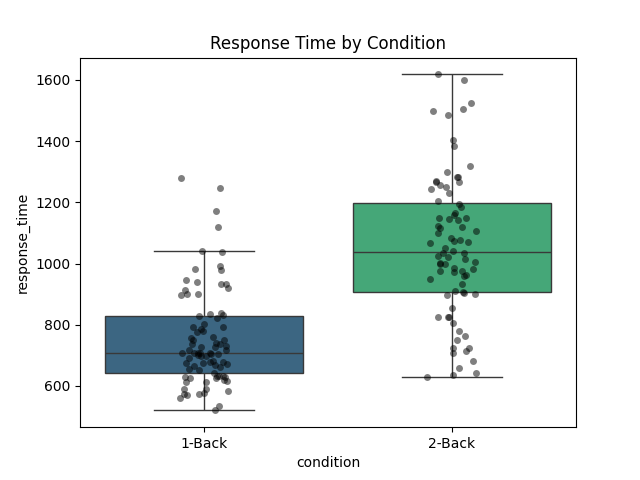 Response Time by Condition
1600
1400
1200
1000
800
600
response_time
1-Back
2-Back
condition